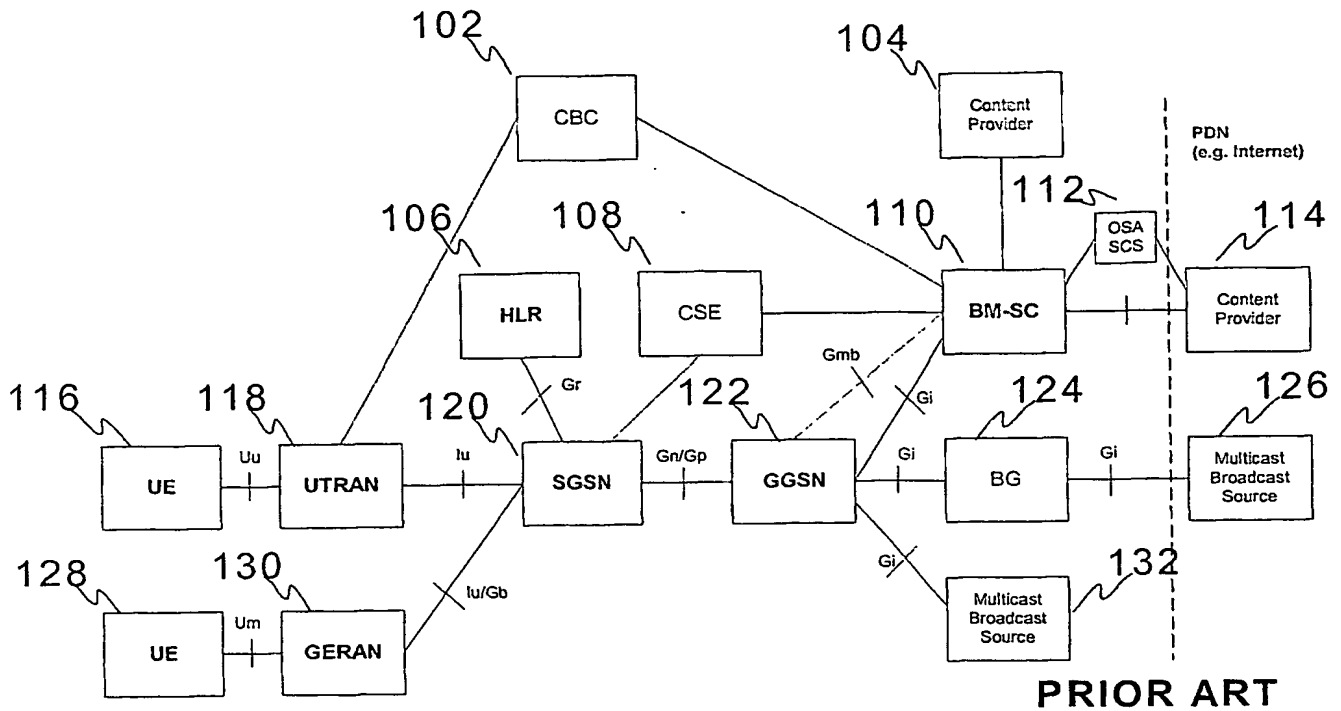 102
104
CBC
Content
Provider
PDN
(e.g. Internet)
112
106
108
110
OSA
SCS
114
HLR
CSE
BM-SC
Content
Provider
Gmb
Gr
Gi
116
118
120
122
124
126
Uu
Iu
Gn/Gp
Gi
Gi
UE
UTRAN
SGSN
GGSN
BG
Multicast
Broadcast
Source
128
130
Iu/Gb
Gi
132
Um
UE
GERAN
Multicast
Broadcast
Source
PRIOR ART